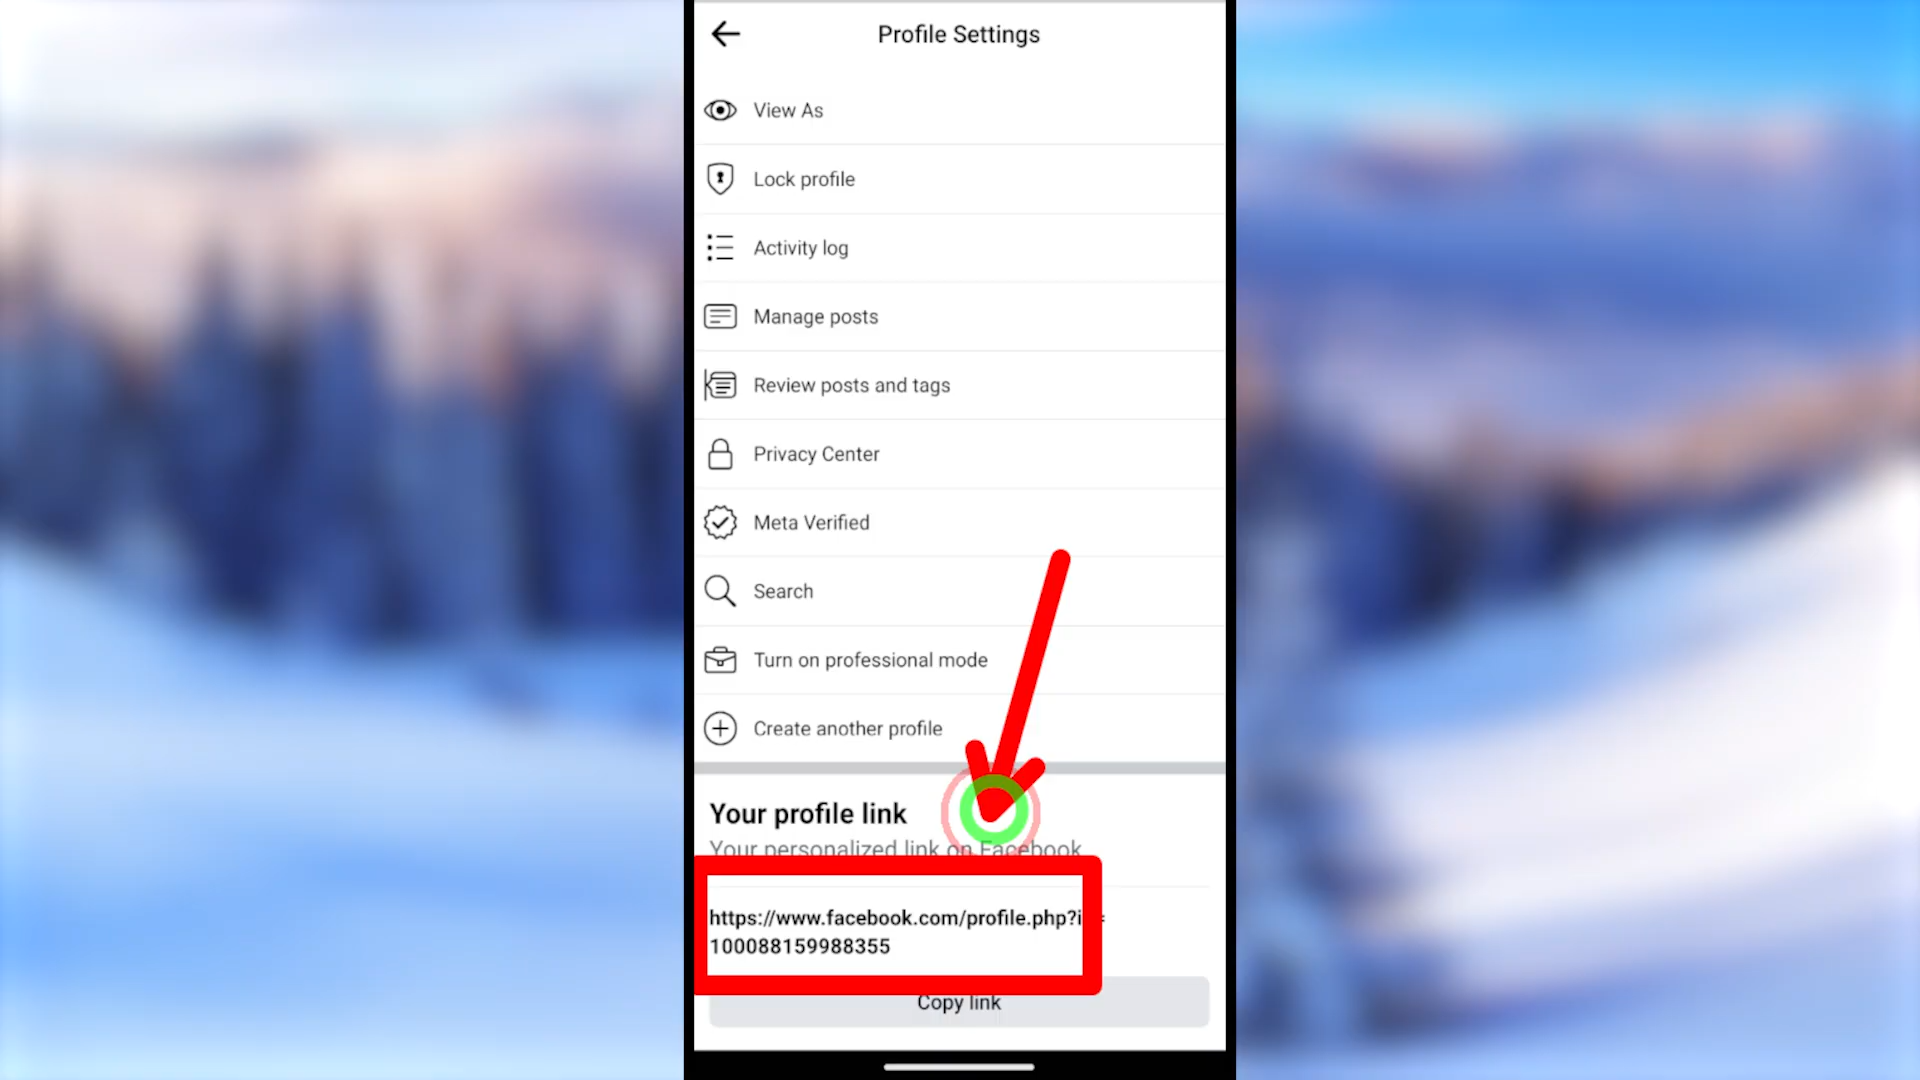 Profile Settings
View As
Lock profile
Activity log
Manage posts
Review posts and tags
Privacy Center
Meta Verified
Search
Turn on professional mode
Create another profile
Your profile link
Your personalized link on Facebook
https://www.facebook.com/profile.php?i=
100088159988355
Copy link